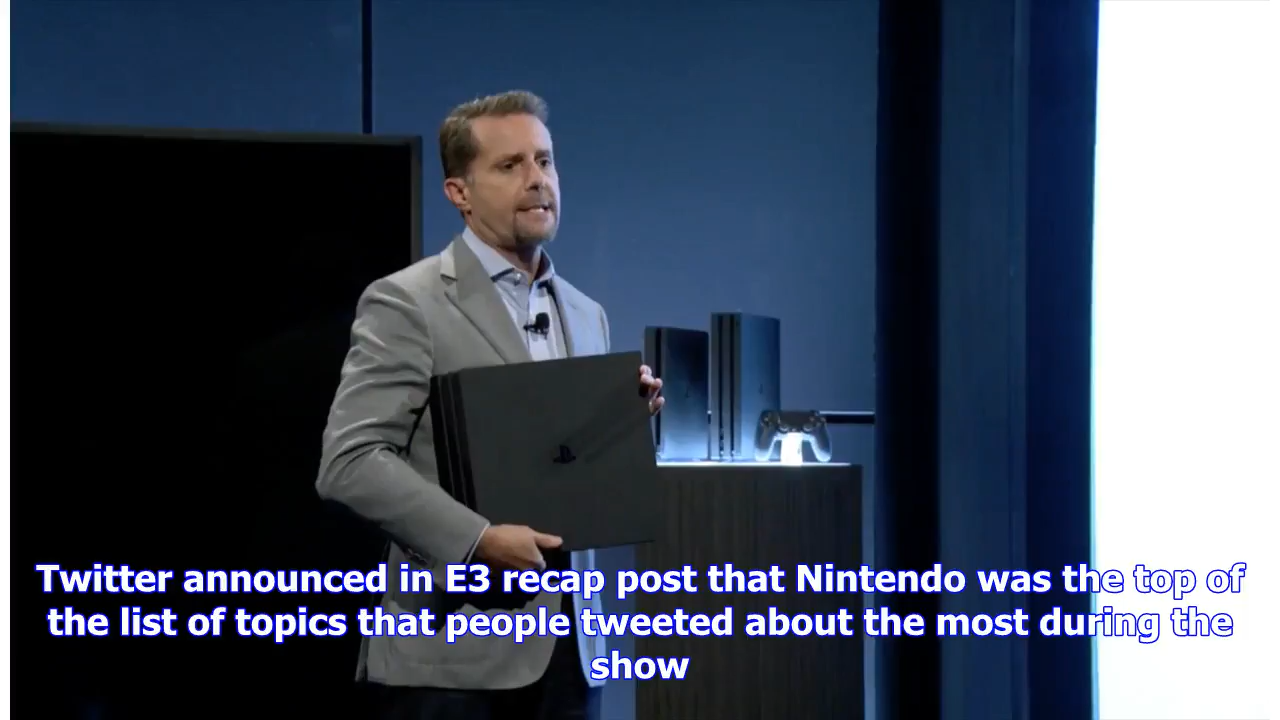 Twitter announced in E3 recap post that Nintendo was the top of
the list of topics that people tweeted about the most during the
show